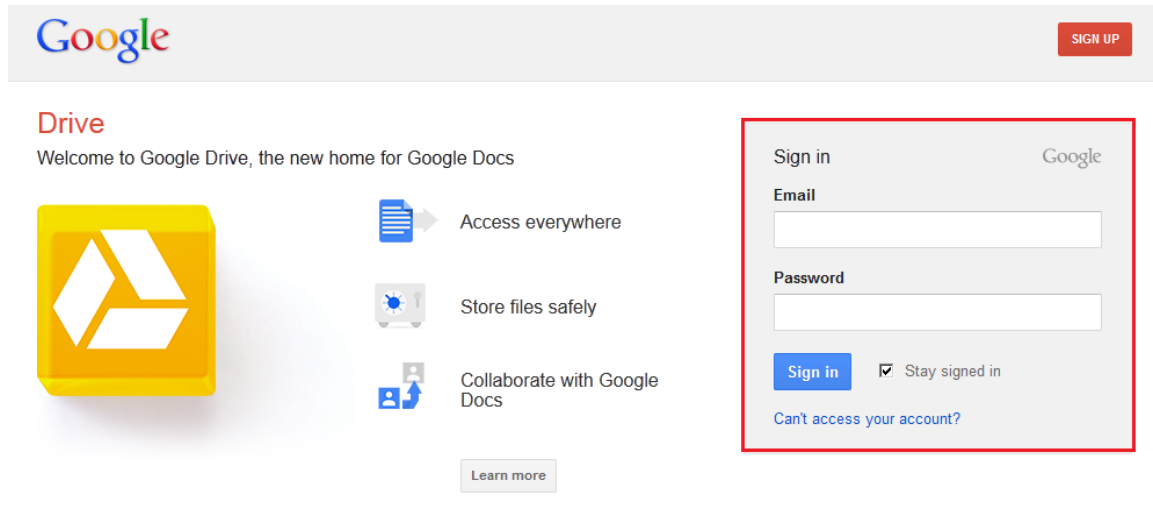 Google
SIGN UP
Drive
Welcome to Google Drive, the new home for Google Docs
Access everywhere
Store files safely
Collaborate with Google
Docs
Learn more
Sign in
Google
Email
Password
Sign in
Stay signed in
Can't access your account?